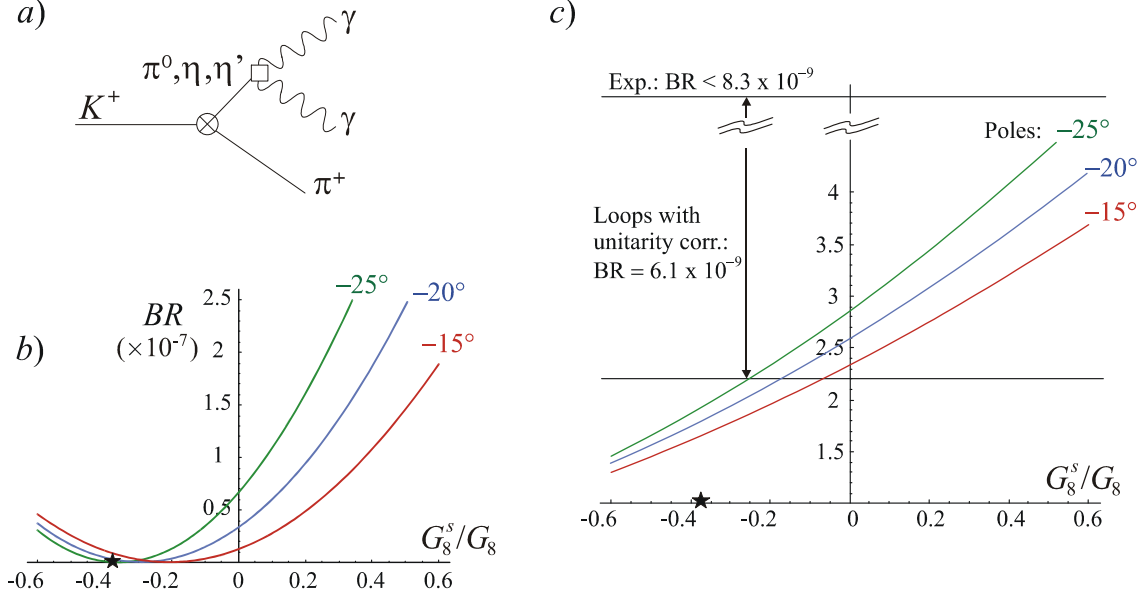 a)
γ
π⁰,η,η’
K⁺
γ
π⁺
b)
BR
(×10⁻⁷)
−25°
−20°
−15°
2.5
2
1.5
1
0.5
G₈ˢ/G₈
-0.6 -0.4 -0.2 0 0.2 0.4 0.6
c)
Exp.: BR < 8.3 x 10⁻⁹
Poles: −25°
−20°
−15°
Loops with
unitarity corr.:
BR = 6.1 x 10⁻⁹
4
3.5
3
2.5
2
1.5
G₈ˢ/G₈
-0.6 -0.4 -0.2 0 0.2 0.4 0.6